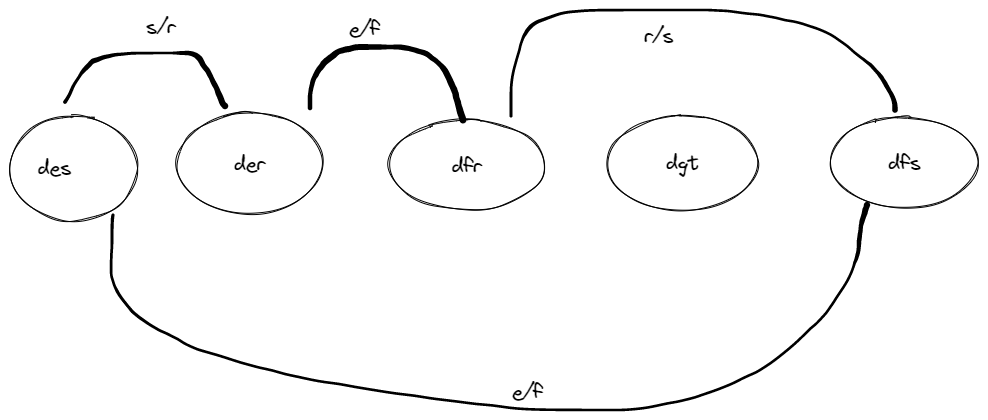 s/r
e/f
r/s
des
der
dfr
dgt
dfs
e/f